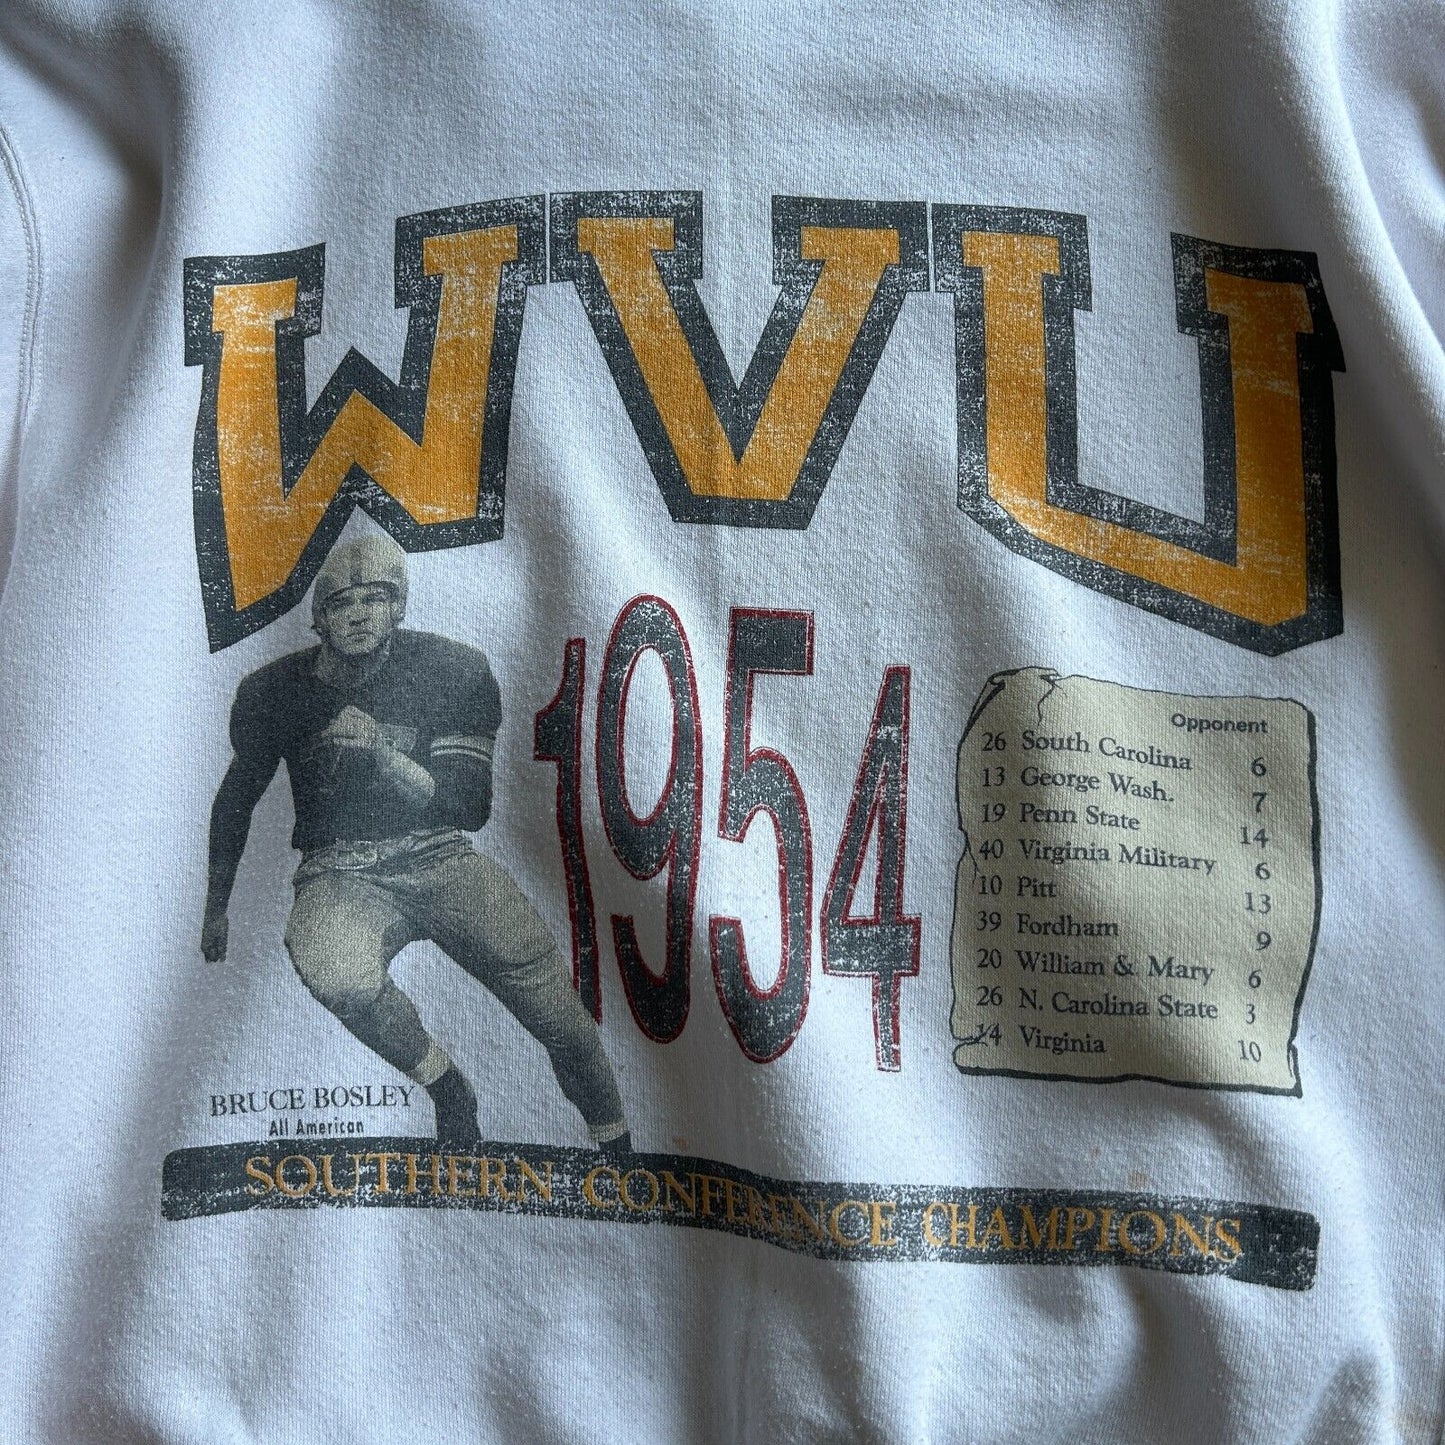 WVU
1954
Opponent
26 South Carolina 6
13 George Wash. 7
19 Penn State 14
40 Virginia Military 6
10 Pitt 13
39 Fordham 9
20 William & Mary 6
26 N. Carolina State 3
14 Virginia 10
BRUCE BOSLEY
All American
SOUTHERN CONFERENCE CHAMPIONS